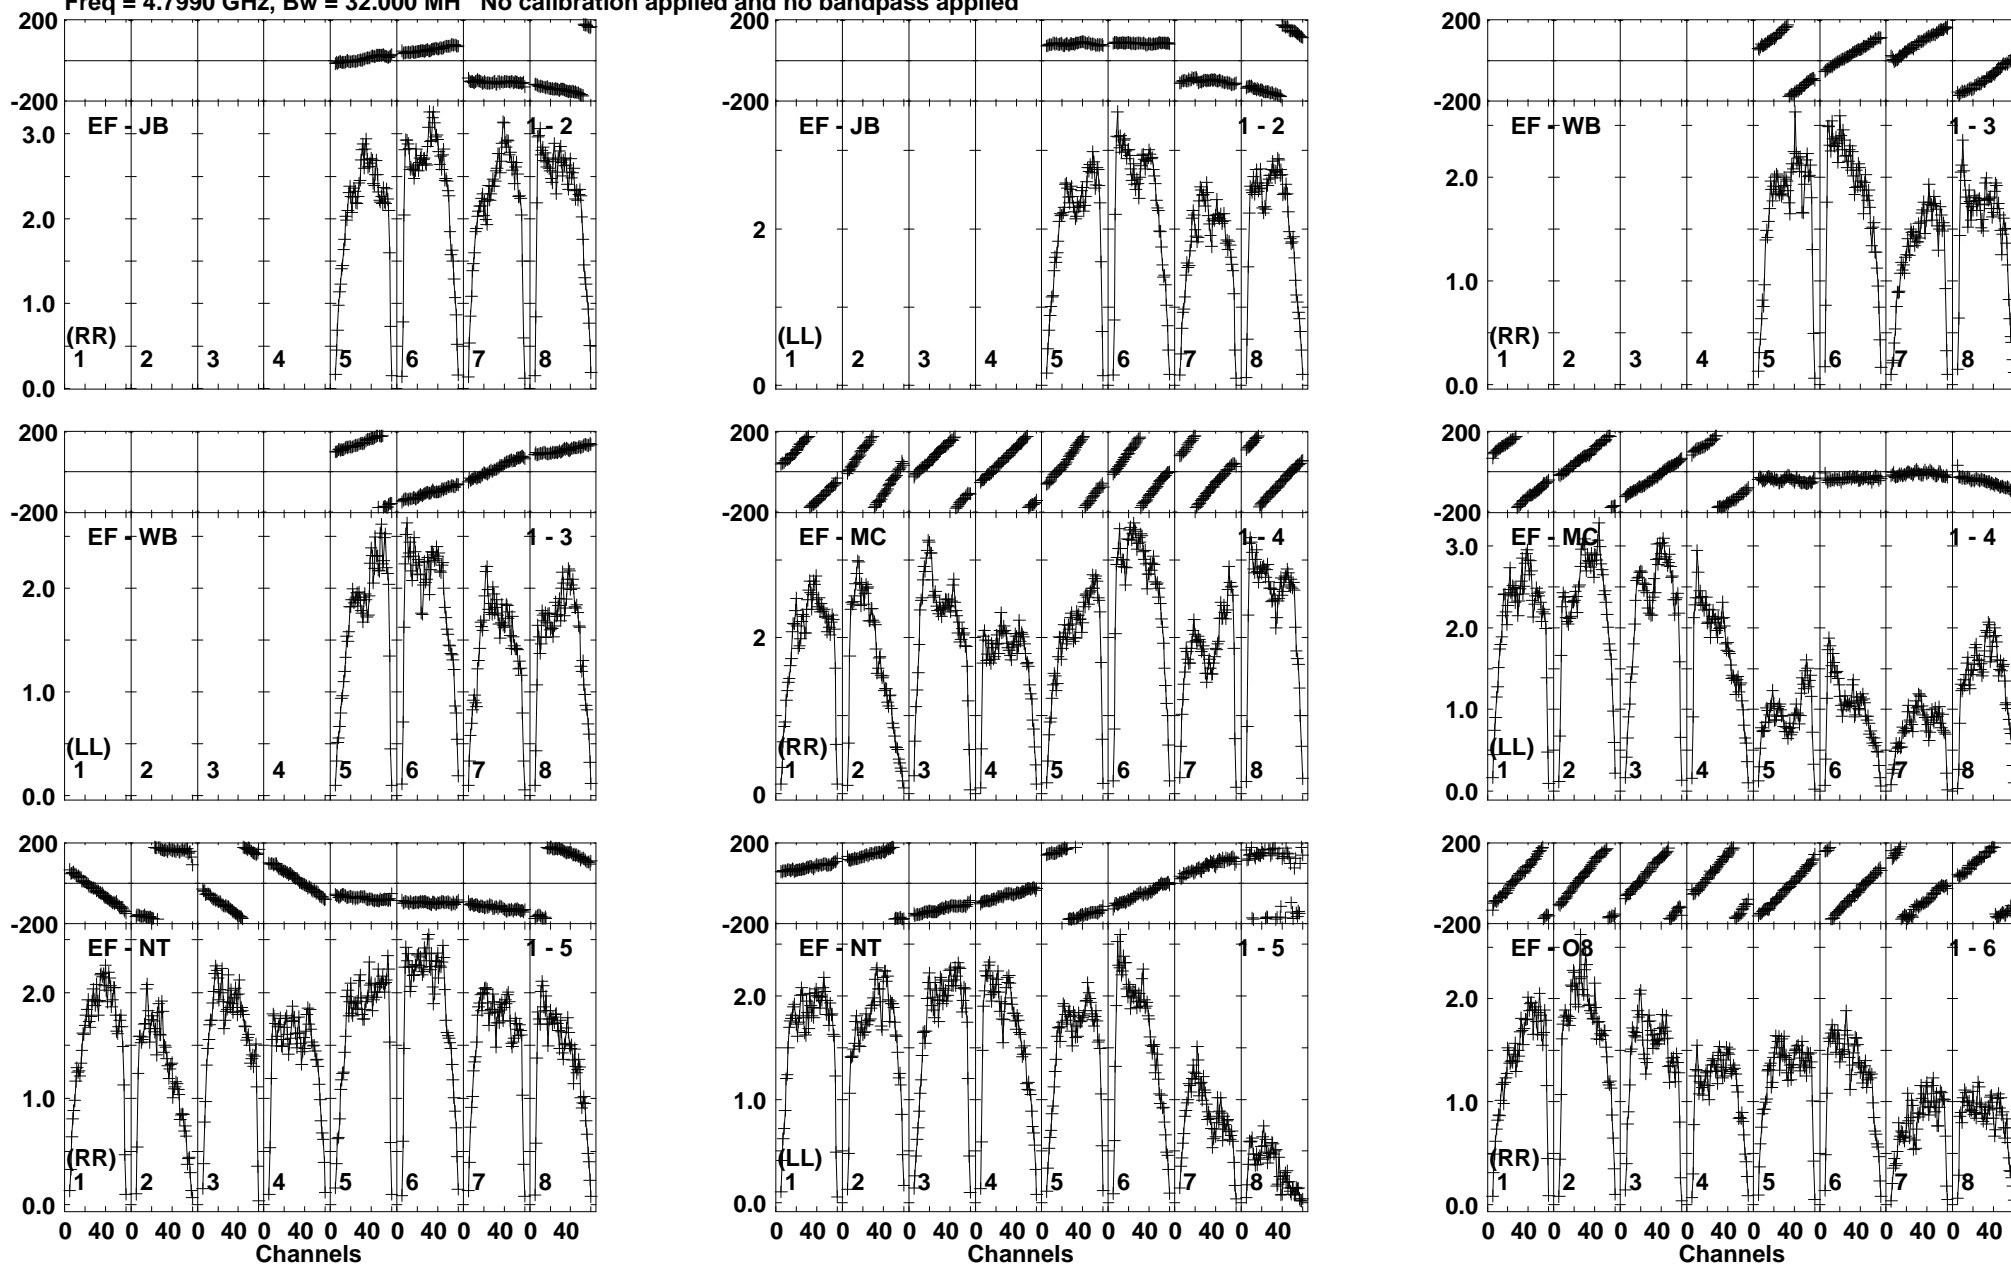 Freq = 4.7990 GHz, Bw = 32.000 MH No calibration applied and no bandpass applied
200 200 200
-200 -200 -200
EF - JB 1 - 2 EF - JB 1 - 2 EF - WB 1 - 3
3.0
2.0 2 2.0
1.0 1.0
(RR) (LL) (RR)
1 2 3 4 5 6 7 8 1 2 3 4 5 6 7 8 1 2 3 4 5 6 7 8
0.0 0 0.0
200 200 200
-200 -200 -200
EF - WB 1 - 3 EF - MC 1 - 4 EF - MC 1 - 4
3.0
2.0 2 2.0
1.0 1.0
(LL) (RR) (LL)
1 2 3 4 5 6 7 8 1 2 3 4 5 6 7 8 1 2 3 4 5 6 7 8
0.0 0 0.0
200 200 200
-200 -200 -200
EF - NT 1 - 5 EF - NT 1 - 5 EF - O8 1 - 6
2.0 2.0 2.0
1.0 1.0 1.0
(RR) (LL) (RR)
1 2 3 4 5 6 7 8 1 2 3 4 5 6 7 8 1 2 3 4 5 6 7 8
0.0 0.0 0.0
0 40 0 40 0 40 0 40 0 40 0 40 0 40 0 40 0 40 0 40 0 40 0 40 0 40 0 40 0 40 0 40 0 40 0 40 0 40 0 40 0 40 0 40 0 40 0 40
Channels Channels Channels